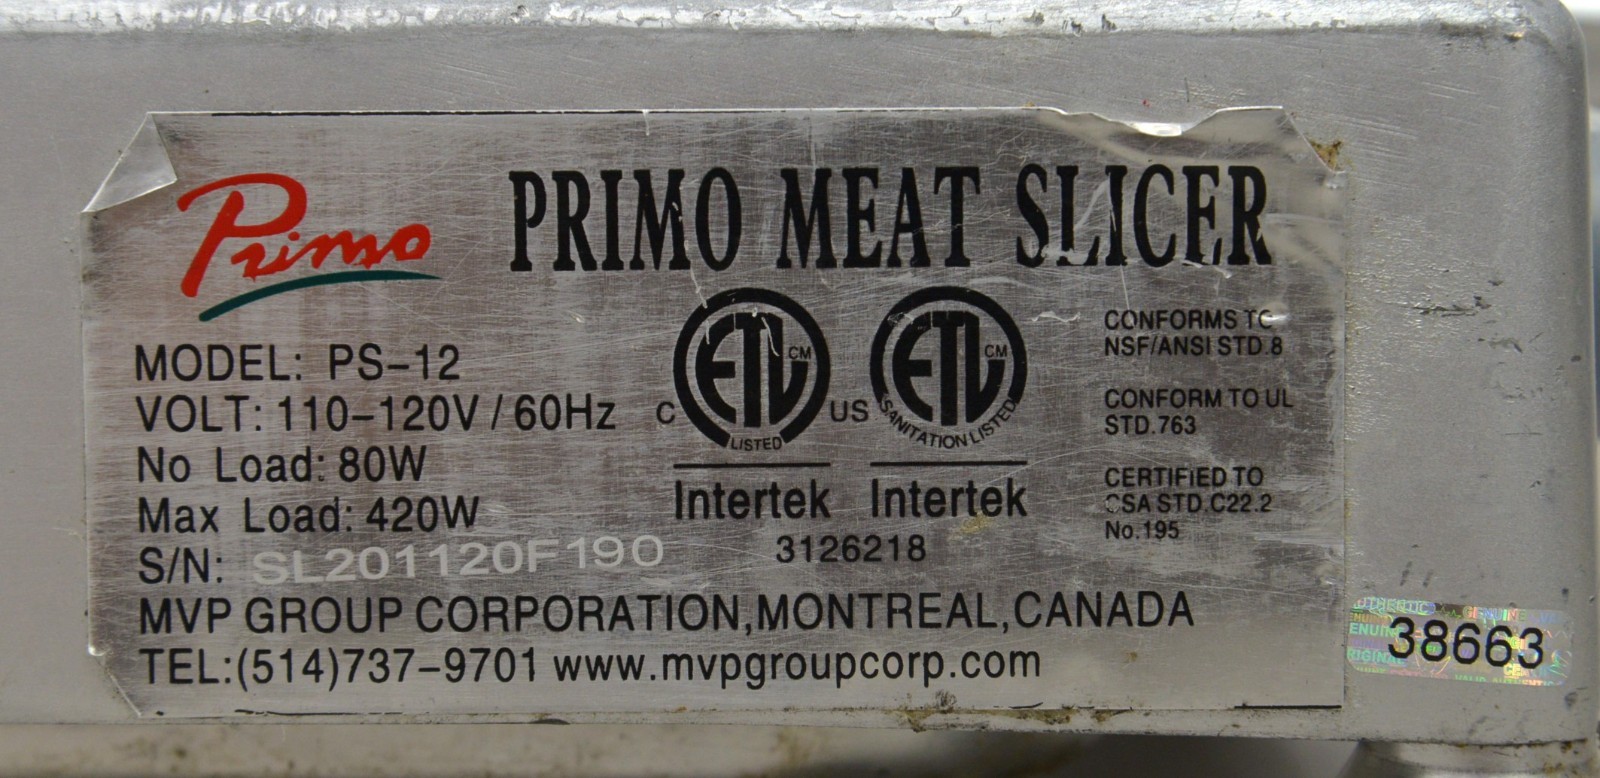 Primo
PRIMO MEAT SLICER
MODEL: PS-12
VOLT: 110-120V / 60Hz
No Load: 80W
Max Load: 420W
S/N: SL201120F190
C ETL CM US
LISTED
Intertek
ETL CM
SANITATION LISTED
Intertek
3126218
CONFORMS TO
NSF/ANSI STD.8
CONFORM TO UL
STD.763
CERTIFIED TO
CSA STD.C22.2
No.195
MVP GROUP CORPORATION,MONTREAL,CANADA
TEL:(514)737-9701 www.mvpgroupcorp.com
GENUINE
38663